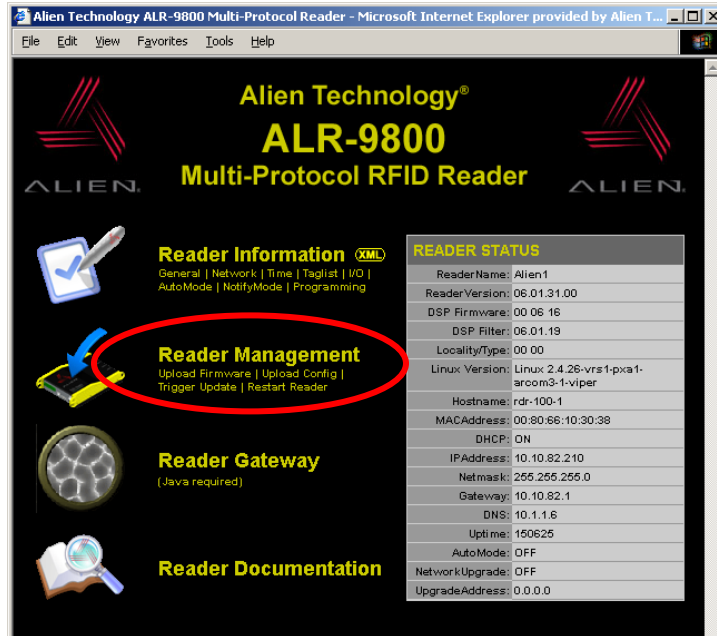 Alien Technology ALR-9800 Multi-Protocol Reader - Microsoft Internet Explorer provided by Alien T...
File Edit View Favorites Tools Help
Alien Technology®
ALR-9800
Multi-Protocol RFID Reader
ALIEN.
ALIEN.
Reader Information XML
General | Network | Time | Taglist | I/O |
AutoMode | NotifyMode | Programming
Reader Management
Upload Firmware | Upload Config |
Trigger Update | Restart Reader
Reader Gateway
(Java required)
Reader Documentation
READER STATUS
ReaderName: Alien1
ReaderVersion: 06.01.31.00
DSP Firmware: 00 06 16
DSP Filter: 06.01.19
Locality/Type: 00 00
Linux Version: Linux 2.4.26-vrs1-pxa1-
arcom3-1-viper
Hostname: rdr-100-1
MACAddress: 00:80:66:10:30:38
DHCP: ON
IPAddress: 10.10.82.210
Netmask: 255.255.255.0
Gateway: 10.10.82.1
DNS: 10.1.1.6
Uptime: 150625
AutoMode: OFF
NetworkUpgrade: OFF
UpgradeAddress: 0.0.0.0